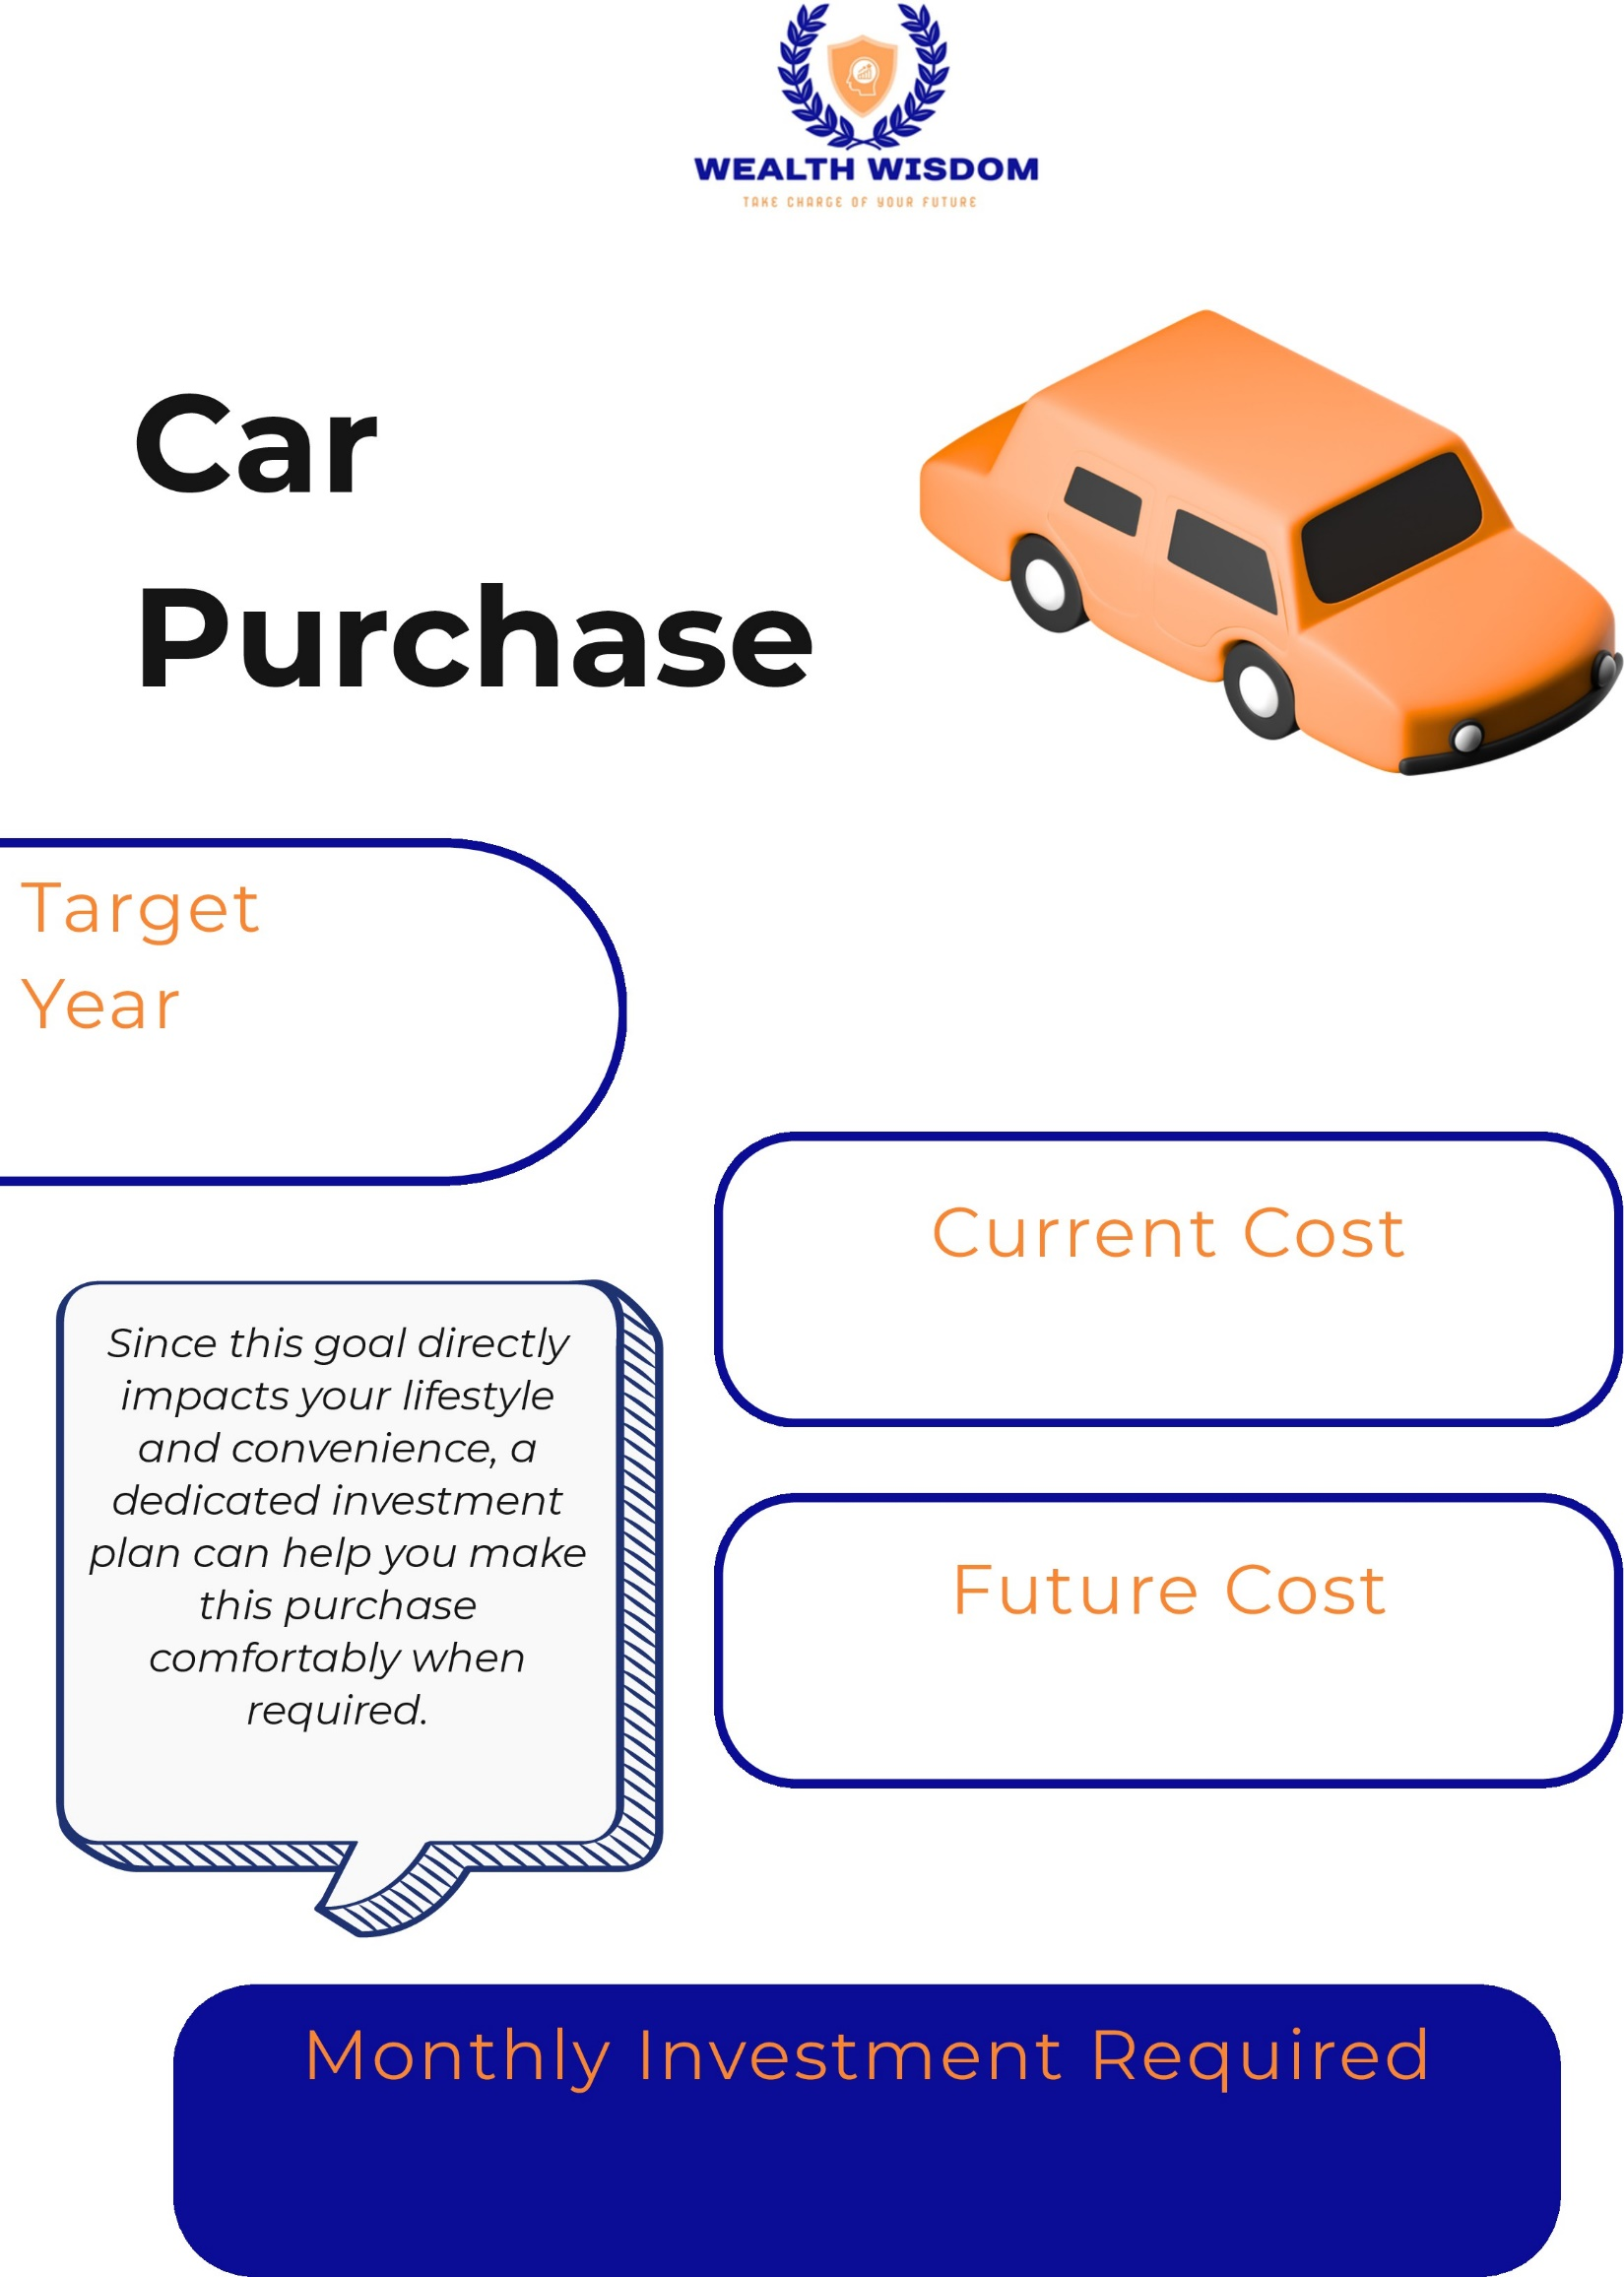 WEALTH WISDOM
TAKE CHARGE OF YOUR FUTURE
Car
Purchase
Target
Year
Current Cost
Since this goal directly
impacts your lifestyle
and convenience, a
dedicated investment
plan can help you make
this purchase
comfortably when
required.
Future Cost
Monthly Investment Required